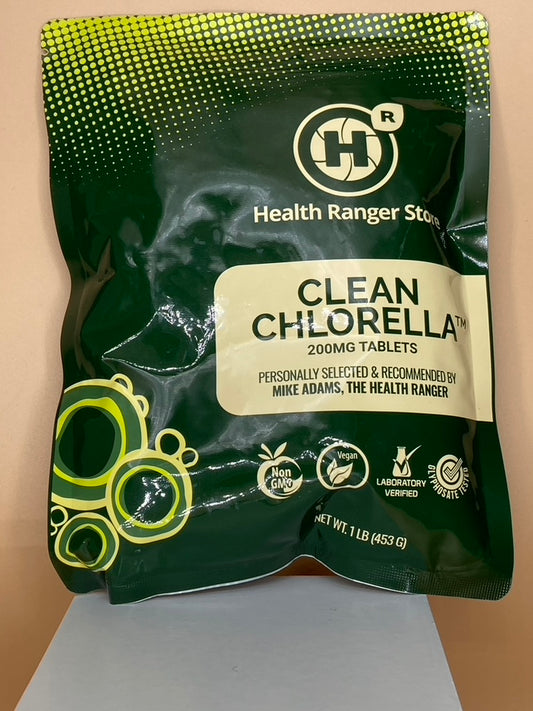 H R
Health Ranger Store
CLEAN
CHLORELLA™
200MG TABLETS
PERSONALLY SELECTED & RECOMMENDED BY
MIKE ADAMS, THE HEALTH RANGER
Non
GMO
Vegan
LABORATORY
VERIFIED
GLYPHOSATE TESTED
NET WT. 1 LB (453 G)